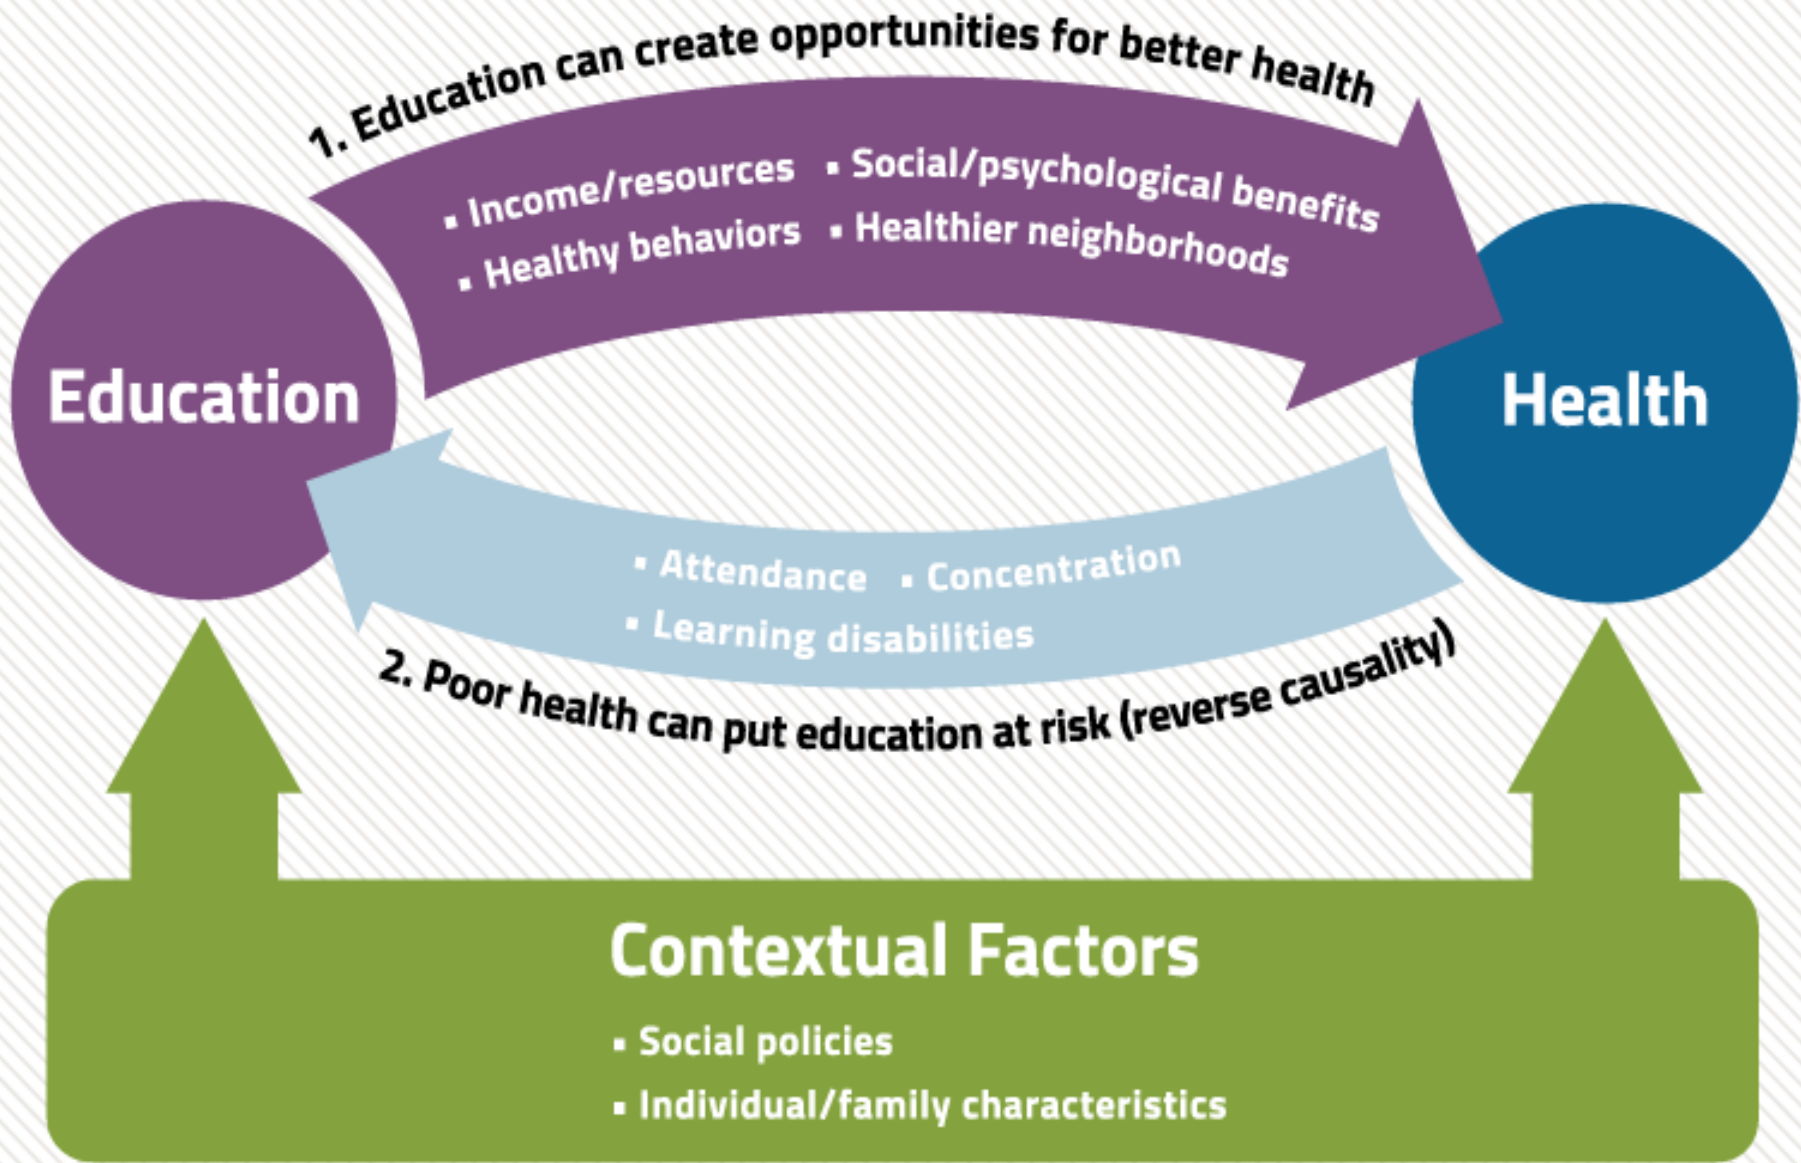 1. Education can create opportunities for better health
▪ Income/resources ▪ Social/psychological benefits
▪ Healthy behaviors ▪ Healthier neighborhoods
Education
Health
▪ Attendance ▪ Concentration
▪ Learning disabilities
2. Poor health can put education at risk (reverse causality)
Contextual Factors
▪ Social policies
▪ Individual/family characteristics